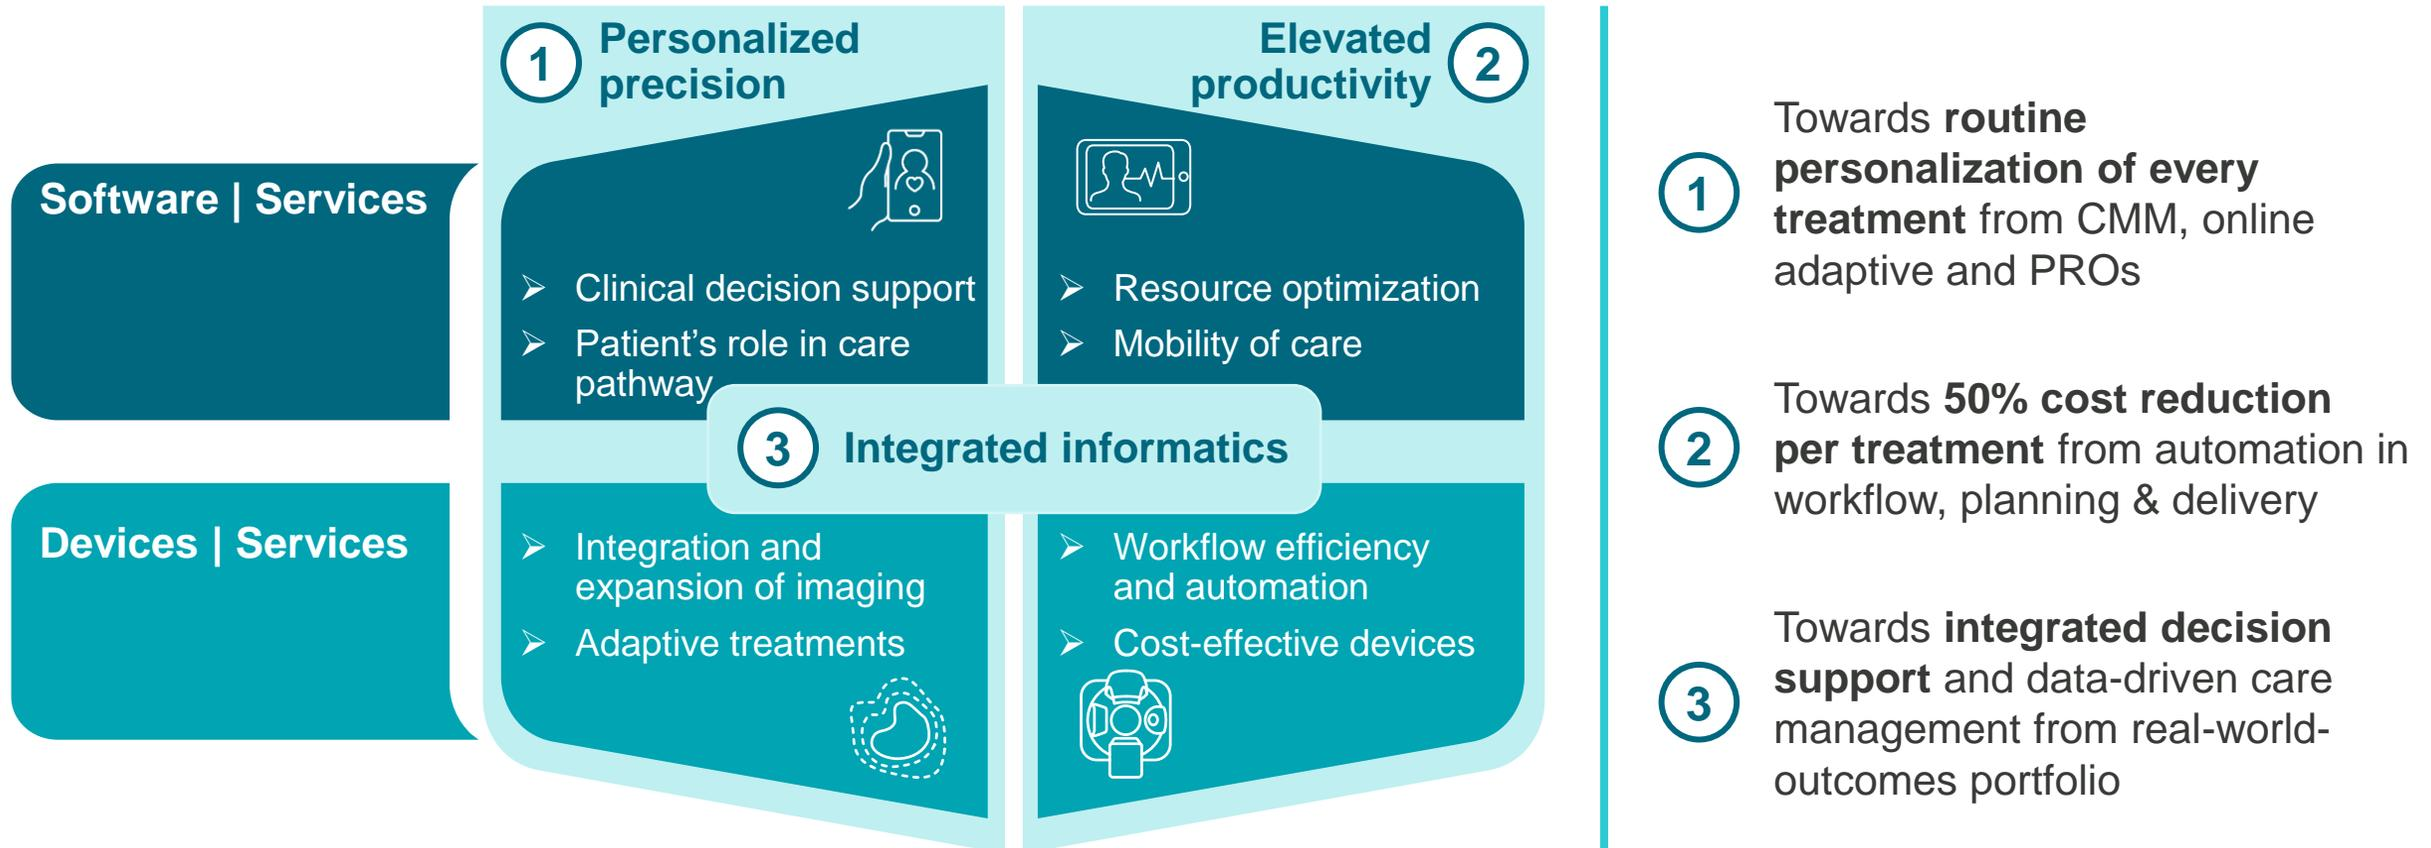 1
Personalized
precision
Elevated
productivity
2
Software | Services
➢ Clinical decision support
➢ Patient’s role in care
pathway
➢ Resource optimization
➢ Mobility of care
3
Integrated informatics
Devices | Services
➢ Integration and
expansion of imaging
➢ Adaptive treatments
➢ Workflow efficiency
and automation
➢ Cost-effective devices
1
Towards routine
personalization of every
treatment from CMM, online
adaptive and PROs
2
Towards 50% cost reduction
per treatment from automation in
workflow, planning & delivery
3
Towards integrated decision
support and data-driven care
management from real-world-
outcomes portfolio